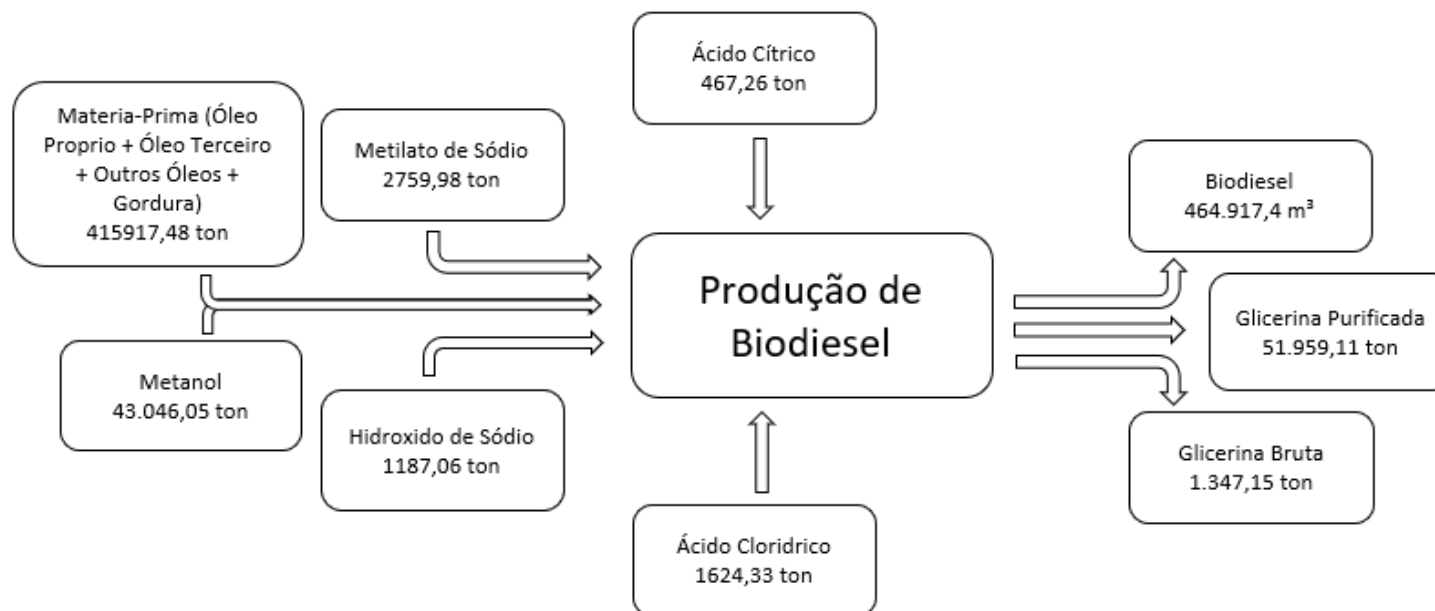 Materia-Prima (Óleo
Proprio + Óleo Terceiro
+ Outros Óleos +
Gordura)
415917,48 ton
Metilato de Sódio
2759,98 ton
Ácido Cítrico
467,26 ton
Metanol
43.046,05 ton
Hidroxido de Sódio
1187,06 ton
Produção de
Biodiesel
Ácido Cloridrico
1624,33 ton
Biodiesel
464.917,4 m³
Glicerina Purificada
51.959,11 ton
Glicerina Bruta
1.347,15 ton